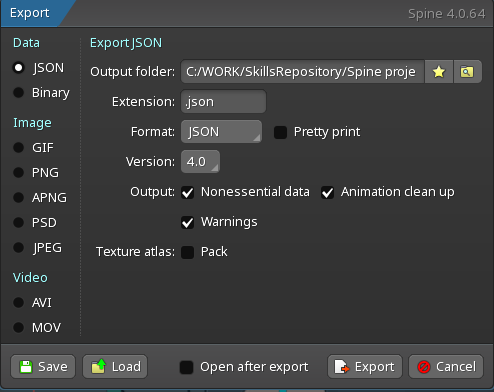 Export Spine 4.0.64
Data
JSON
Binary
Image
GIF
PNG
APNG
PSD
JPEG
Video
AVI
MOV
Export JSON
Output folder: C:/WORK/SkillsRepository/Spine proje
Extension: .json
Format: JSON Pretty print
Version: 4.0
Output: Nonessential data Animation clean up
Warnings
Texture atlas: Pack
Save Load Open after export Export Cancel